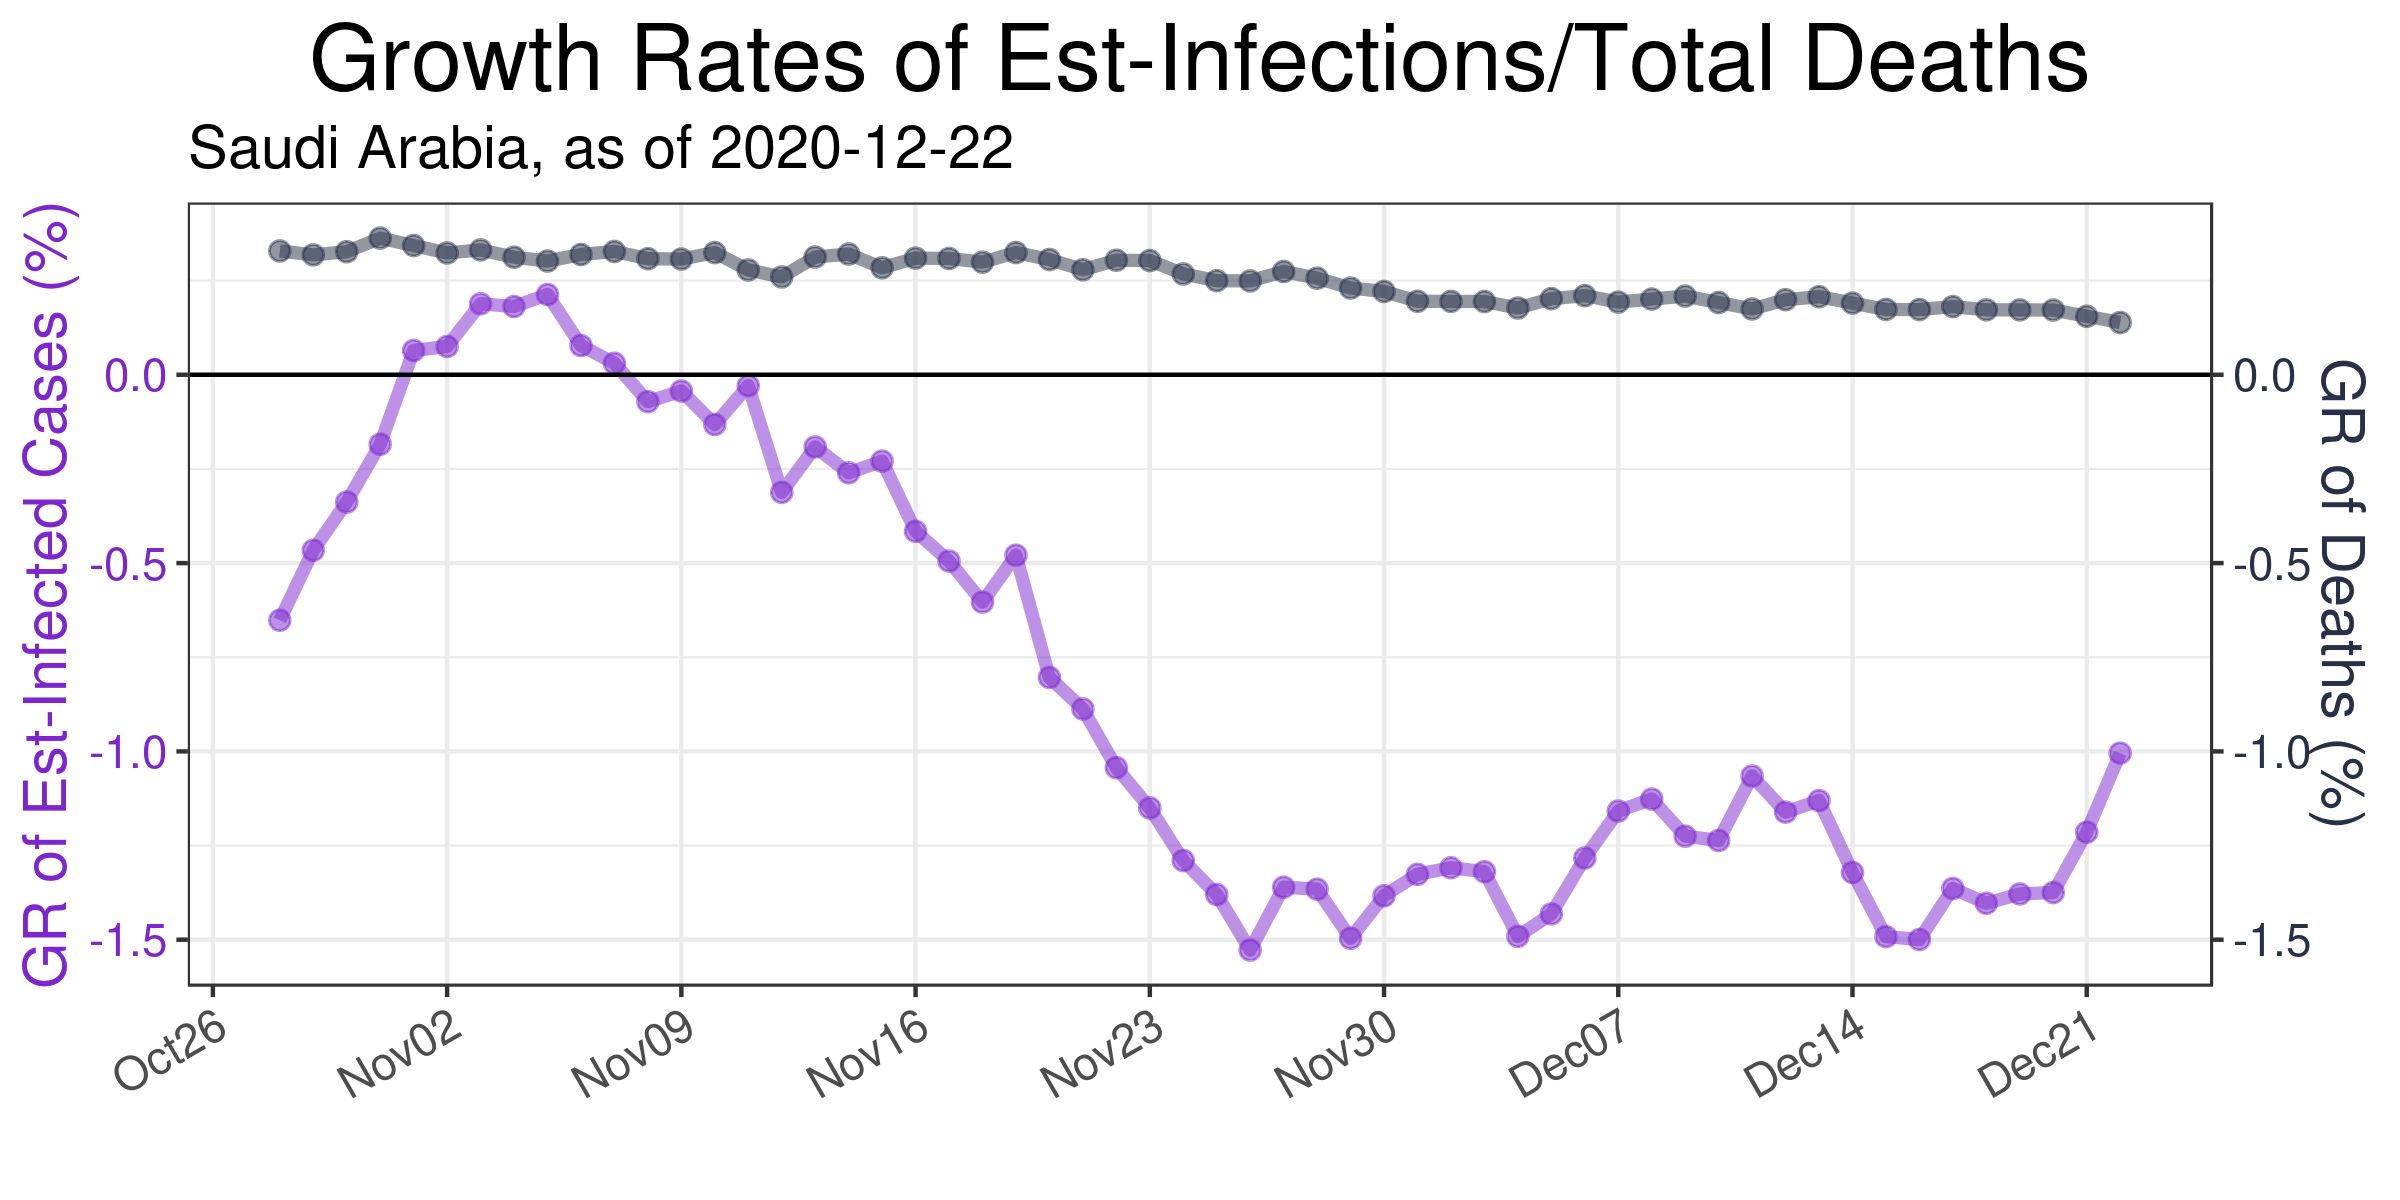 Growth Rates of Est-Infections/Total Deaths
Saudi Arabia, as of 2020-12-22
GR of Est-Infected Cases (%)
0.0
-0.5
-1.0
-1.5
0.0
-0.5
-1.0
-1.5
GR of Deaths (%)
Oct26
Nov02
Nov09
Nov16
Nov23
Nov30
Dec07
Dec14
Dec21